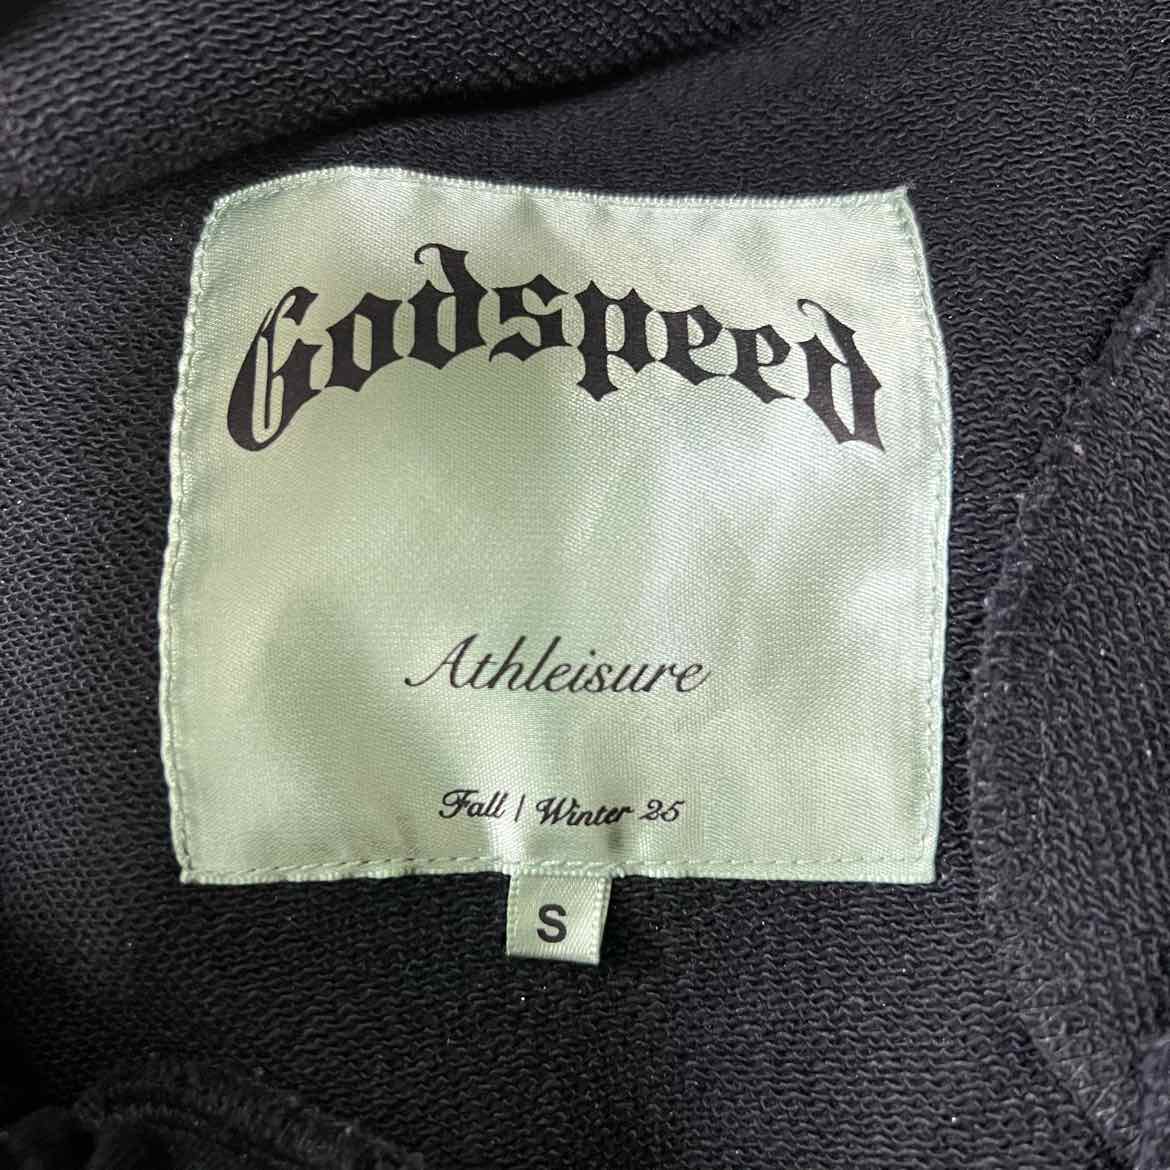 Godspeed
Athleisure
Fall | Winter 25
S